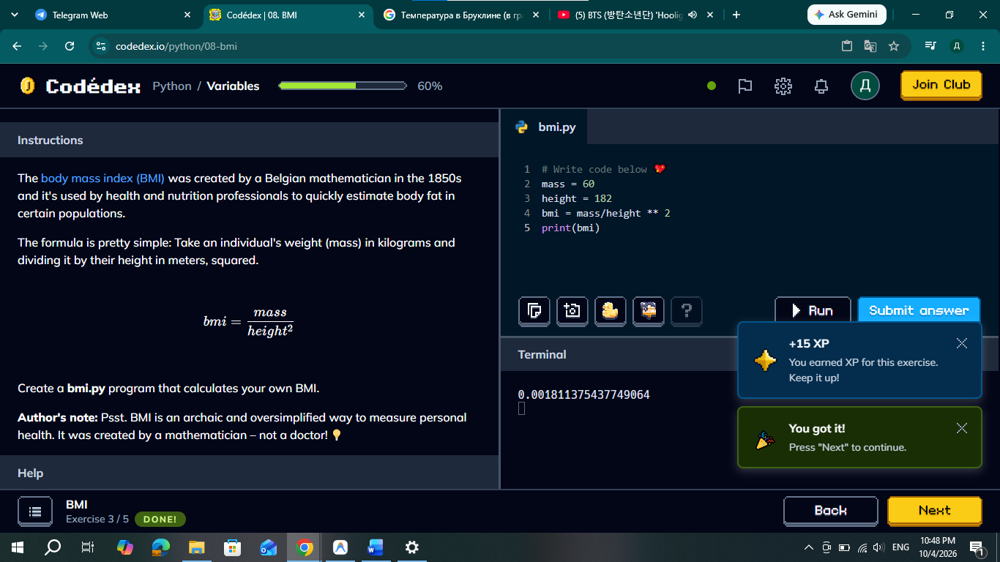 Telegram Web
Codédex | 08. BMI
Температура в Бруклине (в гр
(5) BTS (방탄소년단) 'Hoolig
Ask Gemini
codedex.io/python/08-bmi
Д
Codédex
Python / Variables
60%
Д
Join Club
Instructions
The body mass index (BMI) was created by a Belgian mathematician in the 1850s
and it's used by health and nutrition professionals to quickly estimate body fat in
certain populations.
The formula is pretty simple: Take an individual's weight (mass) in kilograms and
dividing it by their height in meters, squared.
bmi = mass / height²
Create a bmi.py program that calculates your own BMI.
Author's note: Psst. BMI is an archaic and oversimplified way to measure personal
health. It was created by a mathematician – not a doctor! 💡
Help
bmi.py
1 # Write code below 💖
2 mass = 60
3 height = 182
4 bmi = mass/height ** 2
5 print(bmi)
?
Run
Submit answer
Terminal
0.001811375437749064
+15 XP
You earned XP for this exercise.
Keep it up!
You got it!
Press "Next" to continue.
BMI
Exercise 3 / 5 DONE!
Back
Next
ENG
10:48 PM
10/4/2026
1